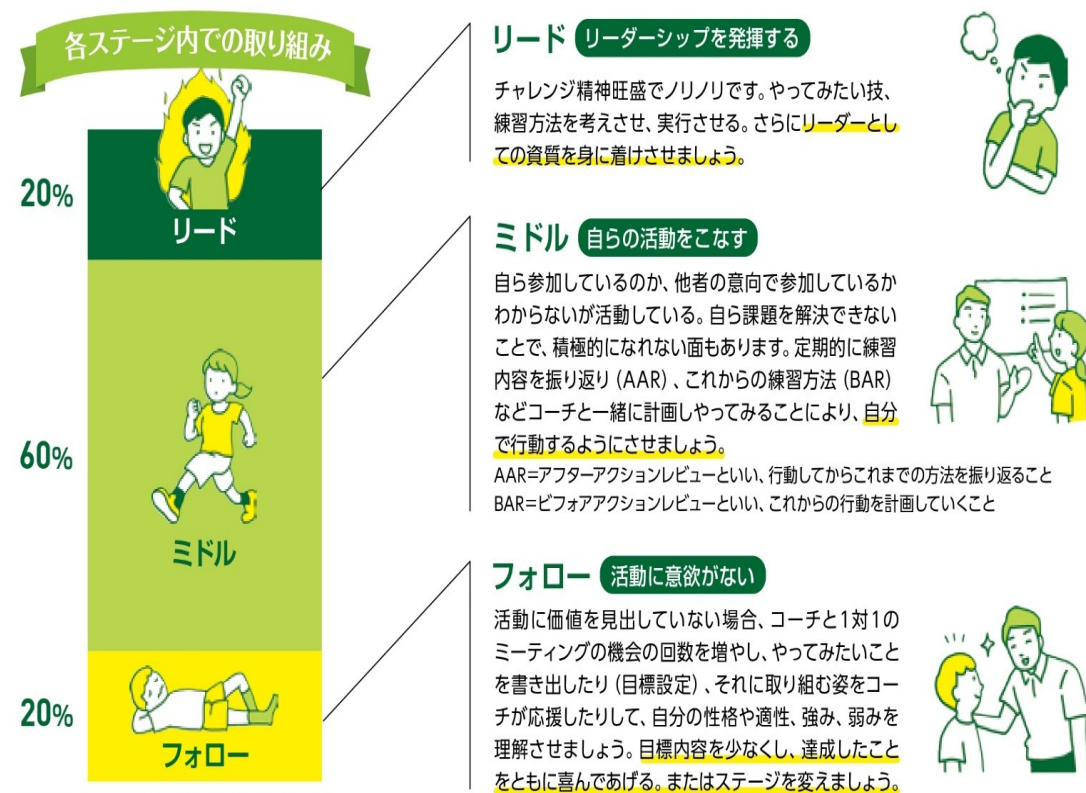 各ステージ内での取り組み
20%
リード
60%
ミドル
20%
フォロー
リード リーダーシップを発揮する
チャレンジ精神旺盛でノリノリです。やってみたい技、
練習方法を考えさせ、実行させる。さらにリーダーとし
ての資質を身に着けさせましょう。
ミドル 自らの活動をこなす
自ら参加しているのか、他者の意向で参加しているか
わからないが活動している。自ら課題を解決できない
ことで、積極的になれない面もあります。定期的に練習
内容を振り返り（AAR）、これからの練習方法（BAR）
などコーチと一緒に計画しやってみることにより、自分
で行動するようにさせましょう。
AAR=アフターアクションレビューといい、行動してからこれまでの方法を振り返ること
BAR=ビフォアアクションレビューといい、これからの行動を計画していくこと
フォロー 活動に意欲がない
活動に価値を見出していない場合、コーチと1対1の
ミーティングの機会の回数を増やし、やってみたいこと
を書き出したり（目標設定）、それに取り組む姿をコー
チが応援したりして、自分の性格や適性、強み、弱みを
理解させましょう。目標内容を少なくし、達成したこと
をともに喜んであげる。またはステージを変えましょう。